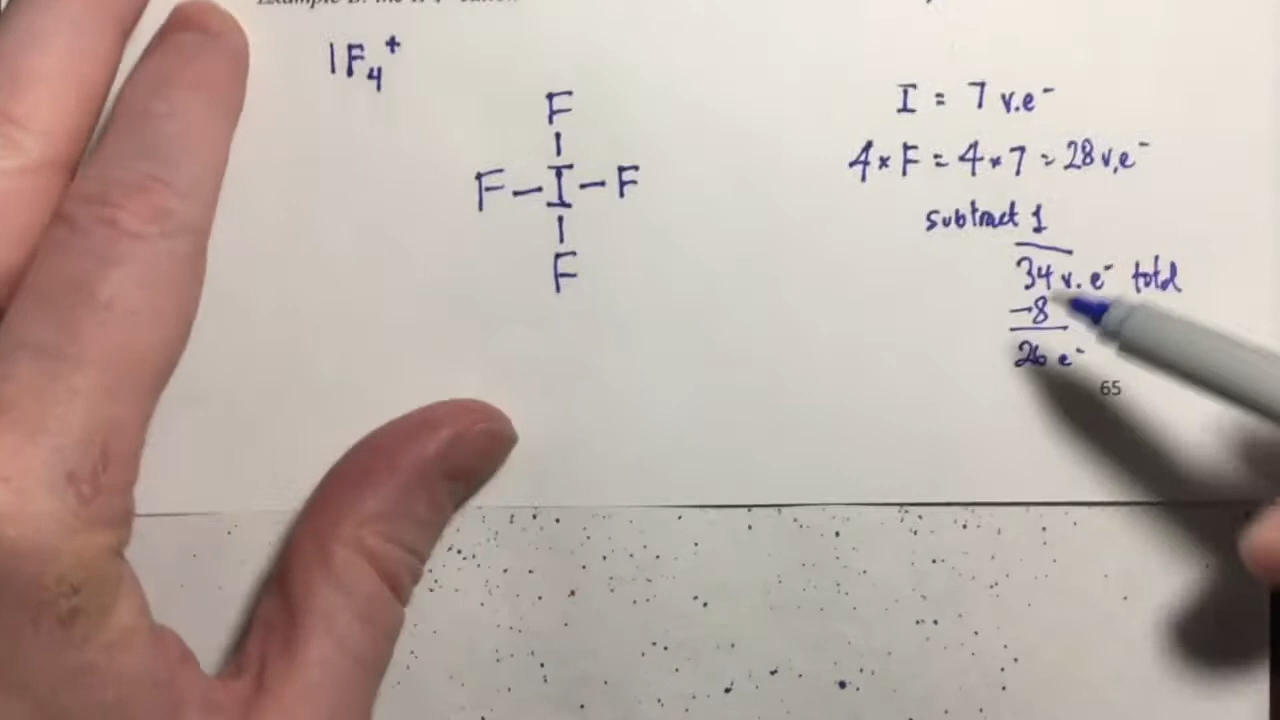 IF4+
F
F-I-F
F
I = 7 v.e-
4×F = 4×7 = 28 v.e-
subtract 1
34 v.e- total
-8
26 e-
65